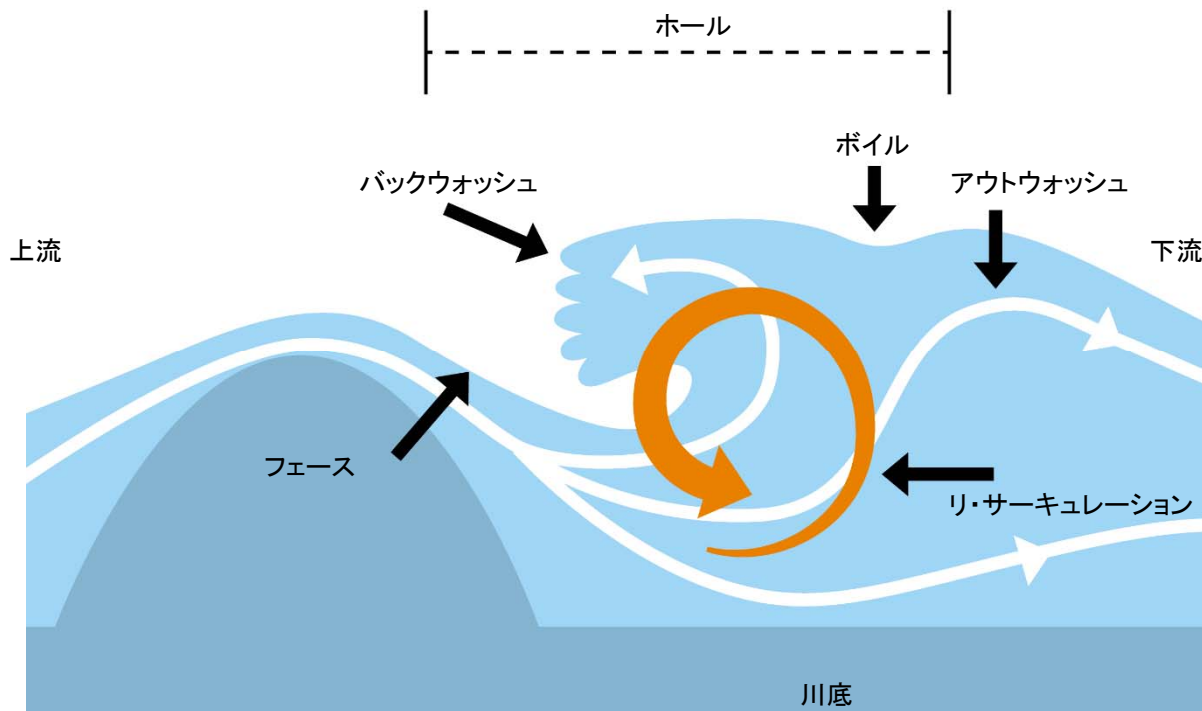 ホール
ボイル
バックウォッシュ
アウトウォッシュ
上流
下流
フェース
リ・サーキュレーション
川底